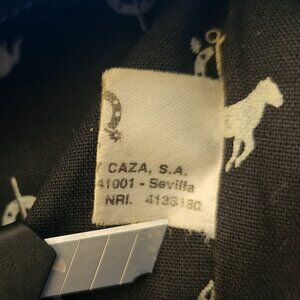 Y CAZA, S.A.
41001 - Sevilla
NRI. 4133180